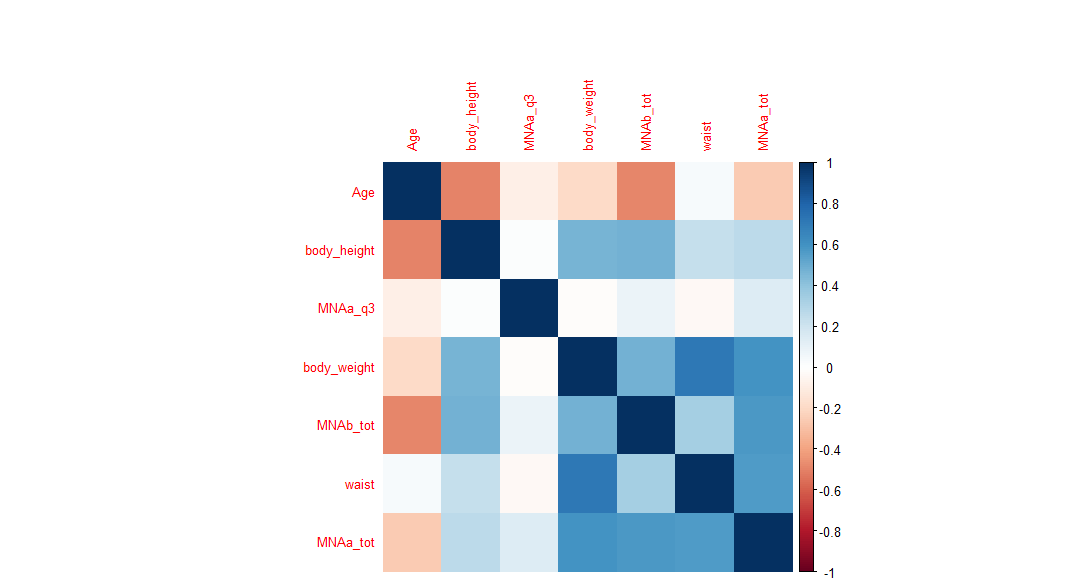 Age
body_height
MNAa_q3
body_weight
MNAb_tot
waist
MNAa_tot
Age
body_height
MNAa_q3
body_weight
MNAb_tot
waist
MNAa_tot
1
0.8
0.6
0.4
0.2
0
-0.2
-0.4
-0.6
-0.8
-1